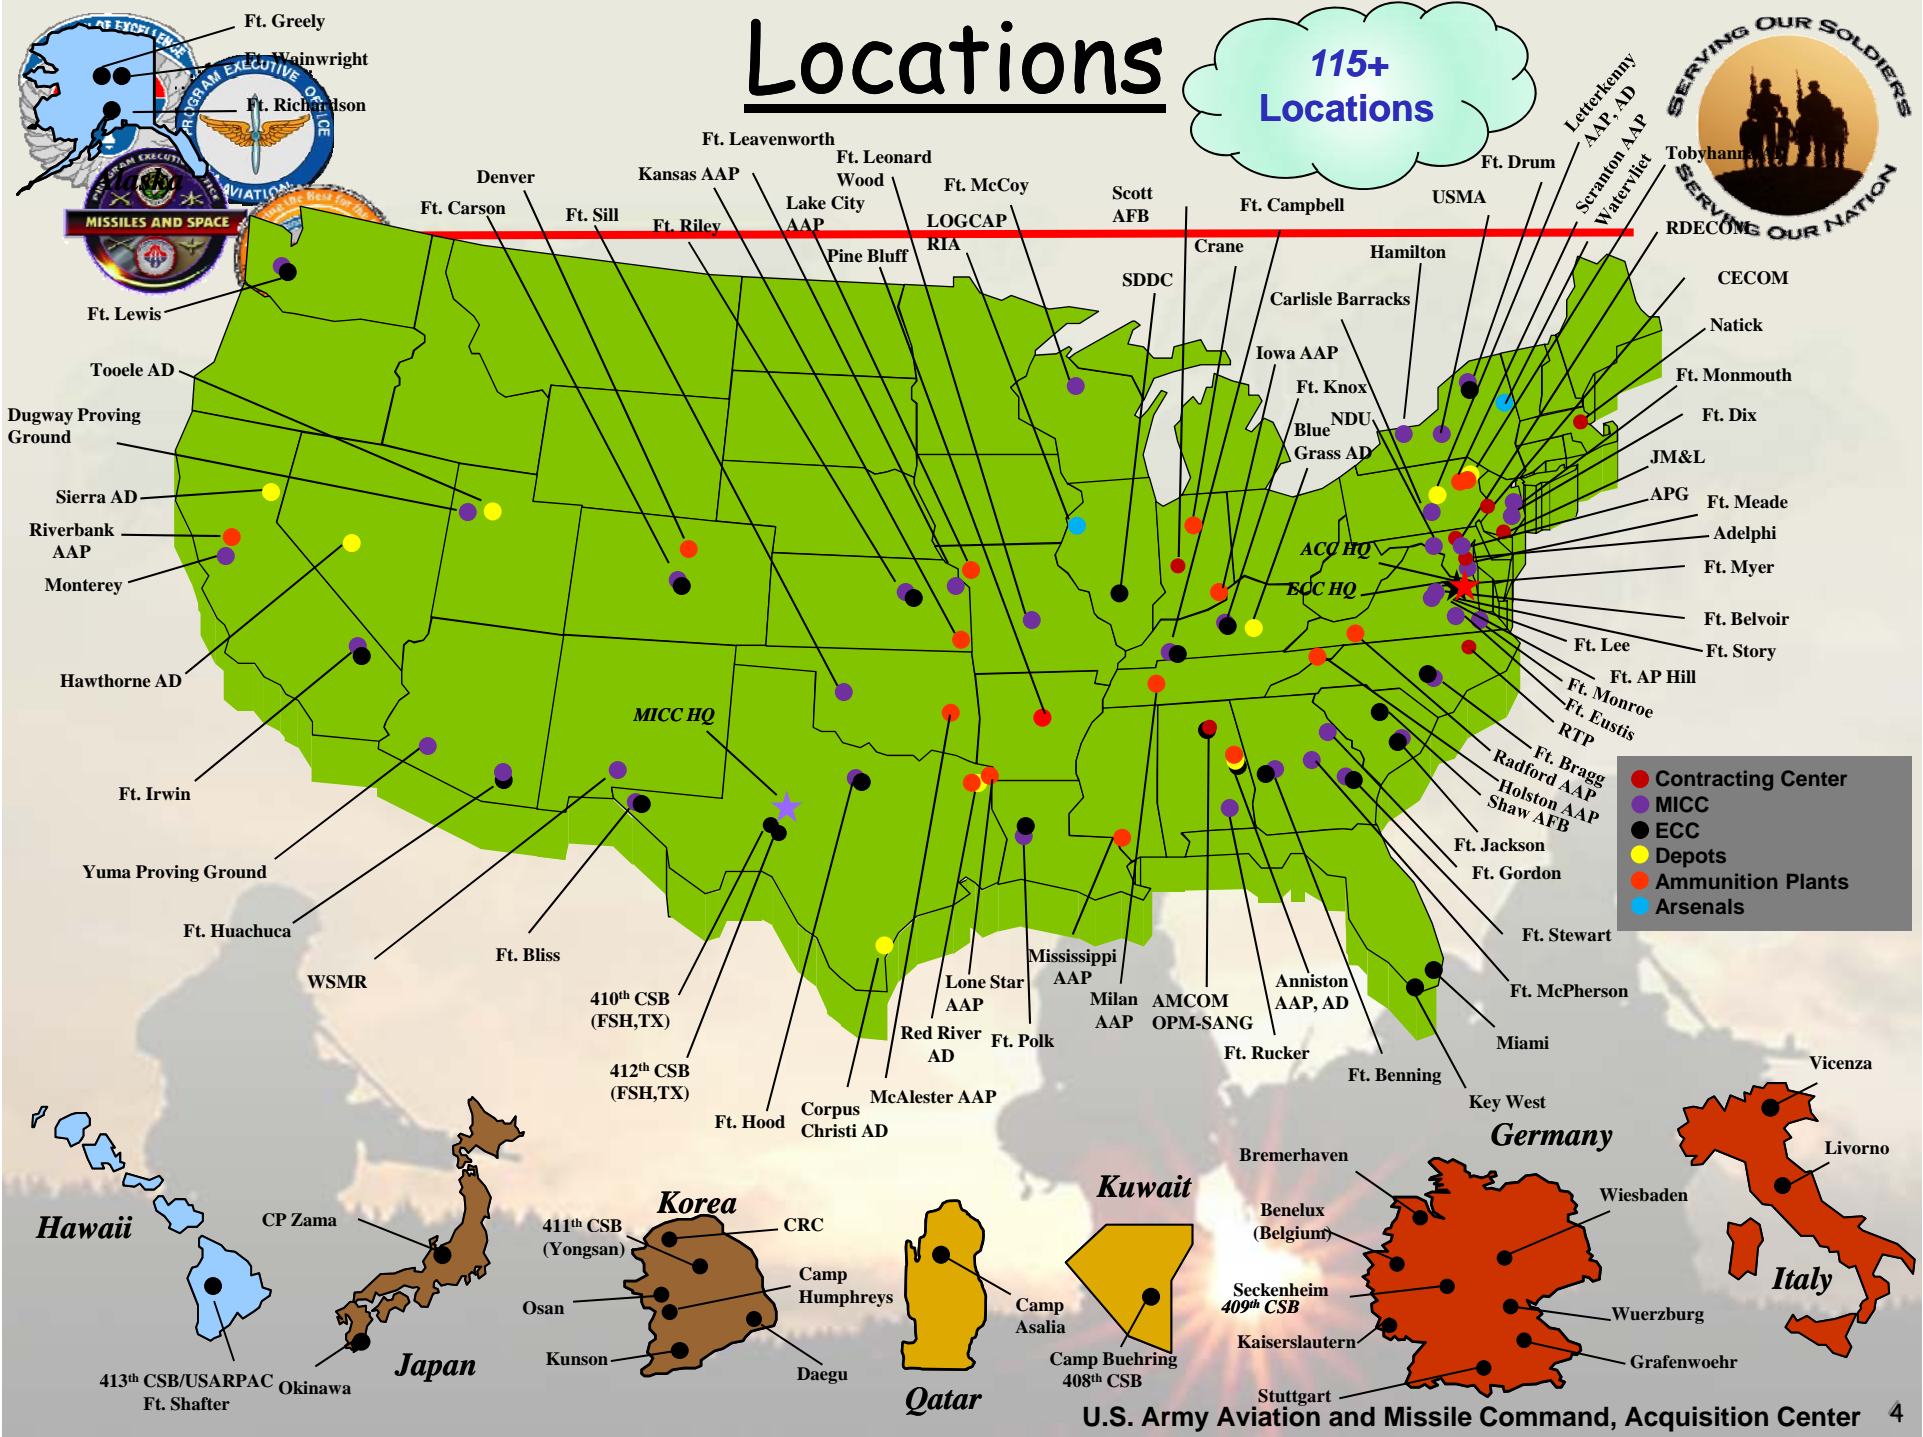 Locations
115+
Locations
SERVING OUR SOLDIERS
SERVING OUR NATION
PROGRAM EXECUTIVE OFFICE
AVIATION
MISSILES AND SPACE
Ft. Greely
Ft. Wainwright
Ft. Richardson
Alaska
Ft. Leavenworth
Kansas AAP
Ft. Leonard
Wood
Denver
Ft. Carson
Ft. Sill
Ft. Riley
Lake City
AAP
Pine Bluff
Ft. McCoy
LOGCAP
RIA
Scott
AFB
SDDC
Crane
Ft. Campbell
Hamilton
USMA
Ft. Drum
Letterkenny
AAP, AD
Scranton AAP
Watervliet
Tobyhanna
RDECOM
CECOM
Natick
Carlisle Barracks
Iowa AAP
Ft. Knox
NDU
Blue
Grass AD
Ft. Monmouth
Ft. Dix
JM&L
APG
Ft. Meade
Adelphi
Ft. Myer
Ft. Belvoir
Ft. Story
Ft. Lee
Ft. AP Hill
Ft. Monroe
Ft. Eustis
RTP
Ft. Bragg
Radford AAP
Holston AAP
Shaw AFB
Ft. Jackson
Ft. Gordon
Ft. Stewart
Ft. McPherson
Miami
Key West
Ft. Benning
Anniston
AAP, AD
Ft. Rucker
AMCOM
OPM-SANG
Milan
AAP
Mississippi
AAP
Ft. Polk
Lone Star
AAP
Red River
AD
McAlester AAP
Corpus
Christi AD
Ft. Hood
412th CSB
(FSH,TX)
410th CSB
(FSH,TX)
Ft. Bliss
WSMR
Ft. Huachuca
Yuma Proving Ground
Ft. Irwin
Hawthorne AD
Monterey
Riverbank
AAP
Sierra AD
Dugway Proving
Ground
Tooele AD
Ft. Lewis
MICC HQ
ACC HQ
ECC HQ
Contracting Center
MICC
ECC
Depots
Ammunition Plants
Arsenals
Hawaii
413th CSB/USARPAC
Ft. Shafter
CP Zama
Okinawa
Japan
Korea
411th CSB
(Yongsan)
CRC
Camp
Humphreys
Osan
Kunson
Daegu
Qatar
Camp
Asalia
Kuwait
Camp Buehring
408th CSB
Germany
Bremerhaven
Benelux
(Belgium)
Seckenheim
409th CSB
Kaiserslautern
Stuttgart
Wiesbaden
Wuerzburg
Grafenwoehr
Italy
Vicenza
Livorno
U.S. Army Aviation and Missile Command, Acquisition Center
4